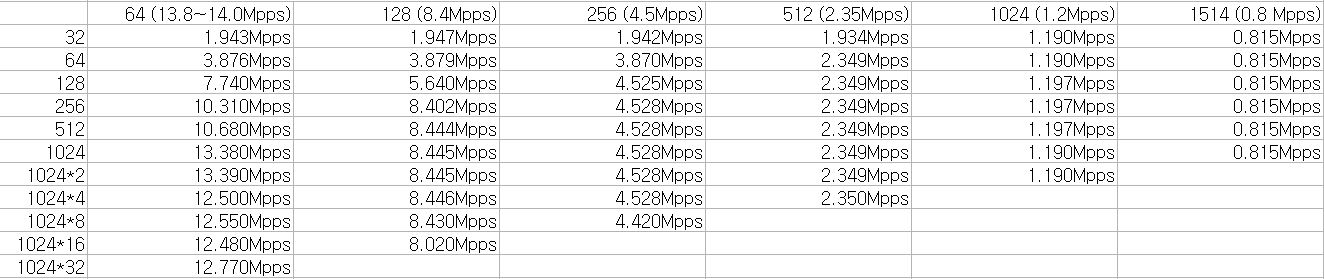 64 (13.8~14.0Mpps) 128 (8.4Mpps) 256 (4.5Mpps) 512 (2.35Mpps) 1024 (1.2Mpps) 1514 (0.8 Mpps)
32 1.943Mpps 1.947Mpps 1.942Mpps 1.934Mpps 1.190Mpps 0.815Mpps
64 3.876Mpps 3.879Mpps 3.870Mpps 2.349Mpps 1.190Mpps 0.815Mpps
128 7.740Mpps 5.640Mpps 4.525Mpps 2.349Mpps 1.197Mpps 0.815Mpps
256 10.310Mpps 8.402Mpps 4.528Mpps 2.349Mpps 1.197Mpps 0.815Mpps
512 10.680Mpps 8.444Mpps 4.528Mpps 2.349Mpps 1.197Mpps 0.815Mpps
1024 13.380Mpps 8.445Mpps 4.528Mpps 2.349Mpps 1.190Mpps 0.815Mpps
1024*2 13.390Mpps 8.445Mpps 4.528Mpps 2.349Mpps 1.190Mpps
1024*4 12.500Mpps 8.446Mpps 4.528Mpps 2.350Mpps
1024*8 12.550Mpps 8.430Mpps 4.420Mpps
1024*16 12.480Mpps 8.020Mpps
1024*32 12.770Mpps